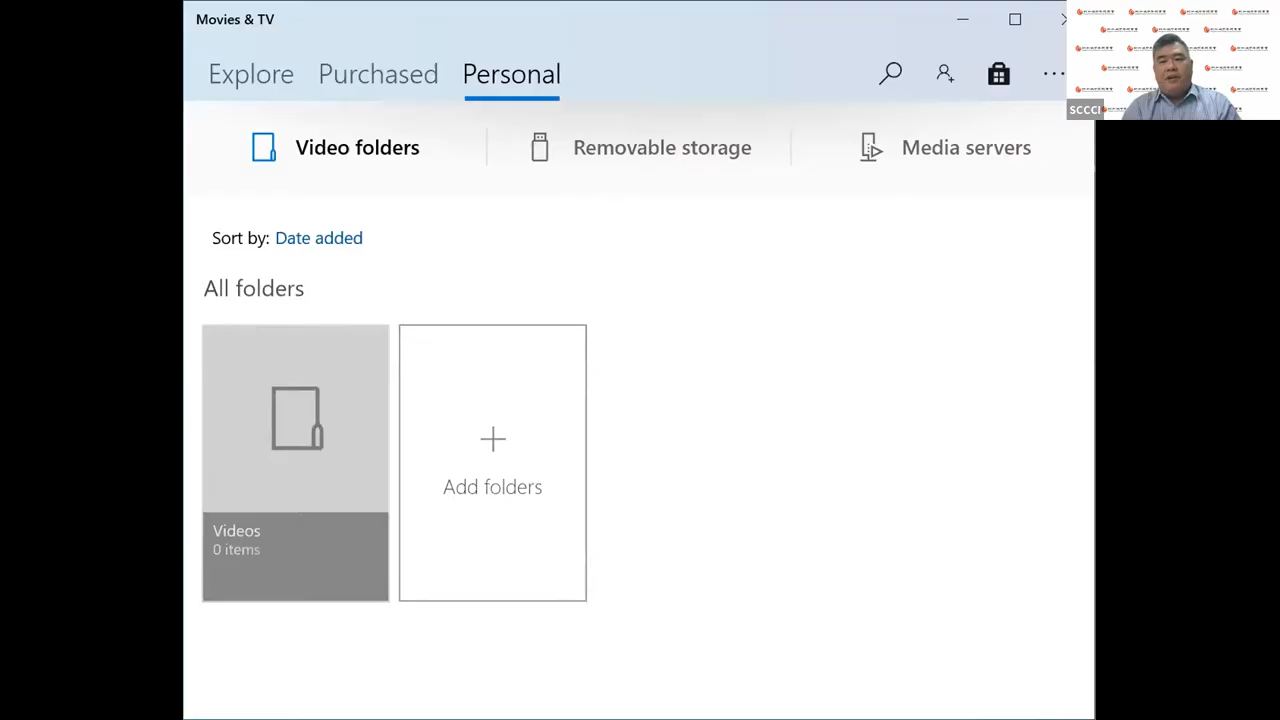 Movies & TV
Explore Purchased Personal
SCCCI
Video folders Removable storage Media servers
Sort by: Date added
All folders
Add folders
Videos
0 items